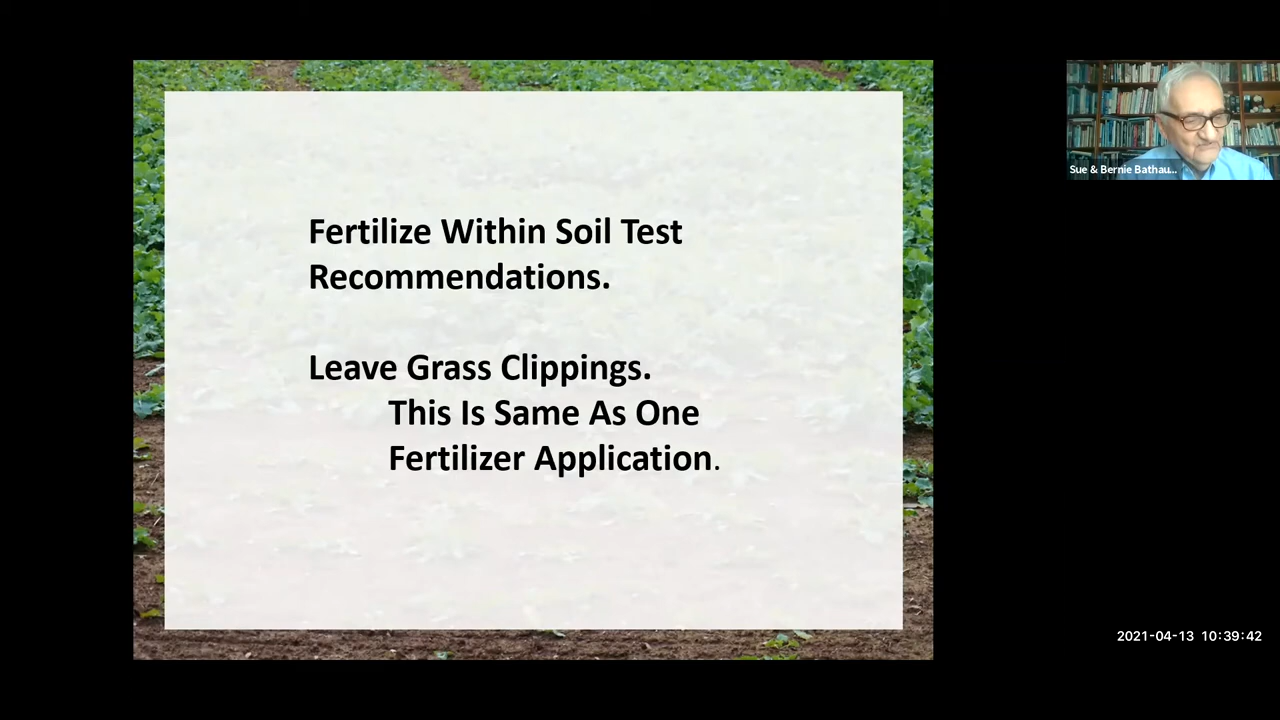 Fertilize Within Soil Test
Recommendations.
Leave Grass Clippings.
This Is Same As One
Fertilizer Application.
Sue & Bernie Bathau...
2021-04-13 10:39:42